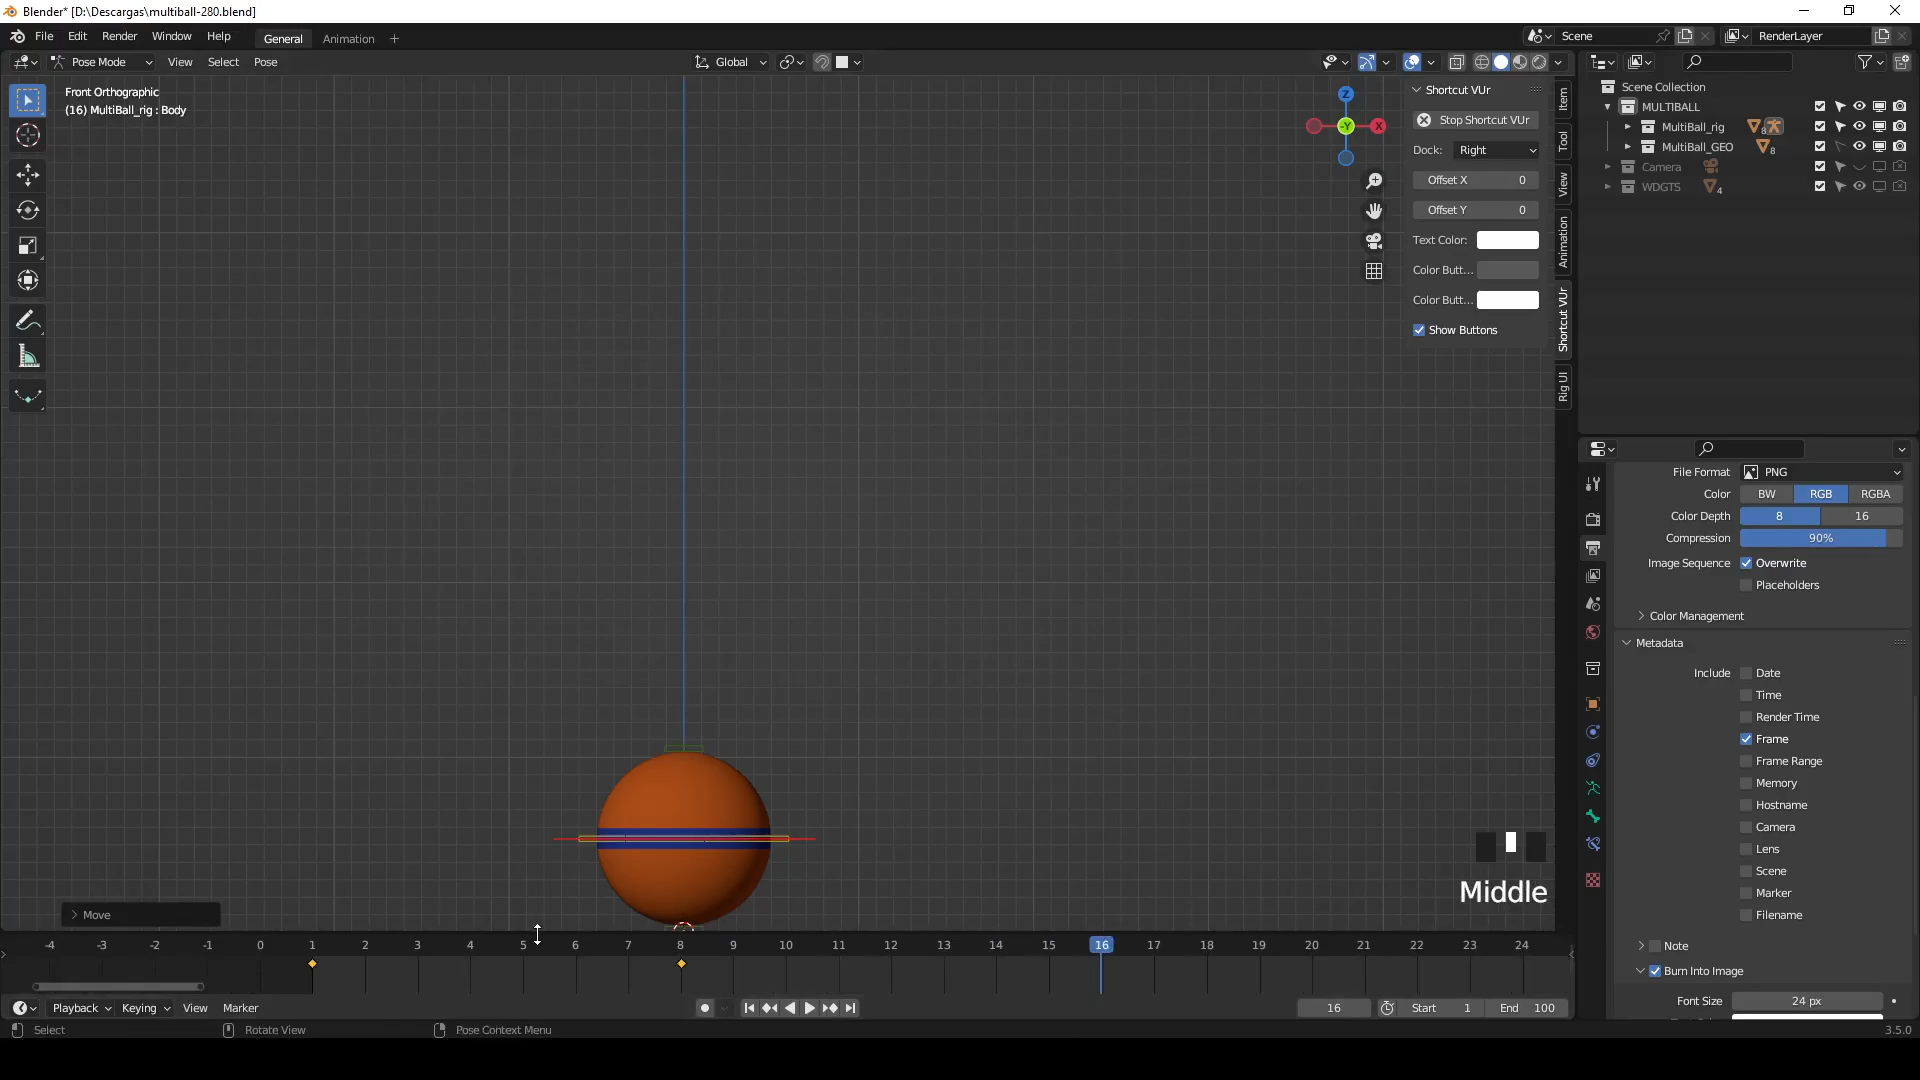 Blender* [D:\Descargas\multiball-280.blend]
File Edit Render Window Help General Animation +
Scene RenderLayer
Pose Mode View Select Pose Global
Front Orthographic
(16) MultiBall_rig : Body
Z
-Y
X
Shortcut VUr
Stop Shortcut VUr
Dock: Right
Offset X 0
Offset Y 0
Text Color:
Color Butt...
Color Butt...
Show Buttons
Item
Tool
View
Animation
Shortcut VUr
Rig UI
Scene Collection
MULTIBALL
MultiBall_rig 8
MultiBall_GEO 8
Camera
WDGTS 4
File Format PNG
Color BW RGB RGBA
Color Depth 8 16
Compression 90%
Image Sequence Overwrite
Placeholders
Color Management
Metadata
Include Date
Time
Render Time
Frame
Frame Range
Memory
Hostname
Camera
Lens
Scene
Marker
Filename
Note
Burn Into Image
Font Size 24 px
Middle
Move
-4 -3 -2 -1 0 1 2 3 4 5 6 7 8 9 10 11 12 13 14 15 16 17 18 19 20 21 22 23 24
Playback Keying View Marker 16 Start 1 End 100
Select Rotate View Pose Context Menu 3.5.0